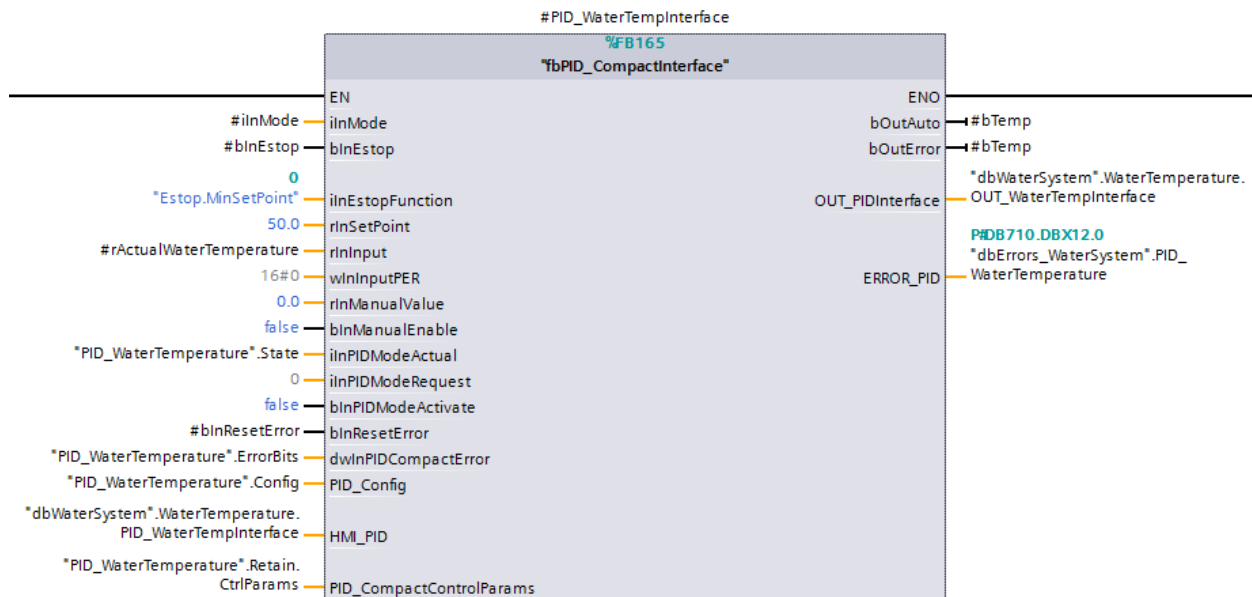 #PID_WaterTempInterface
%FB165
"fbPID_CompactInterface"
EN
ENO
#iInMode
iInMode
bOutAuto
#bTemp
#bInEstop
bInEstop
bOutError
#bTemp
0
"Estop.MinSetPoint"
iInEstopFunction
OUT_PIDInterface
"dbWaterSystem".WaterTemperature.
OUT_WaterTempInterface
50.0
rInSetPoint
#rActualWaterTemperature
rInInput
16#0
wInInputPER
ERROR_PID
P#DB710.DBX12.0
"dbErrors_WaterSystem".PID_
WaterTemperature
0.0
rInManualValue
false
bInManualEnable
"PID_WaterTemperature".State
iInPIDModeActual
0
iInPIDModeRequest
false
bInPIDModeActivate
#bInResetError
bInResetError
"PID_WaterTemperature".ErrorBits
dwInPIDCompactError
"PID_WaterTemperature".Config
PID_Config
"dbWaterSystem".WaterTemperature.
PID_WaterTempInterface
HMI_PID
"PID_WaterTemperature".Retain.
CtrlParams
PID_CompactControlParams